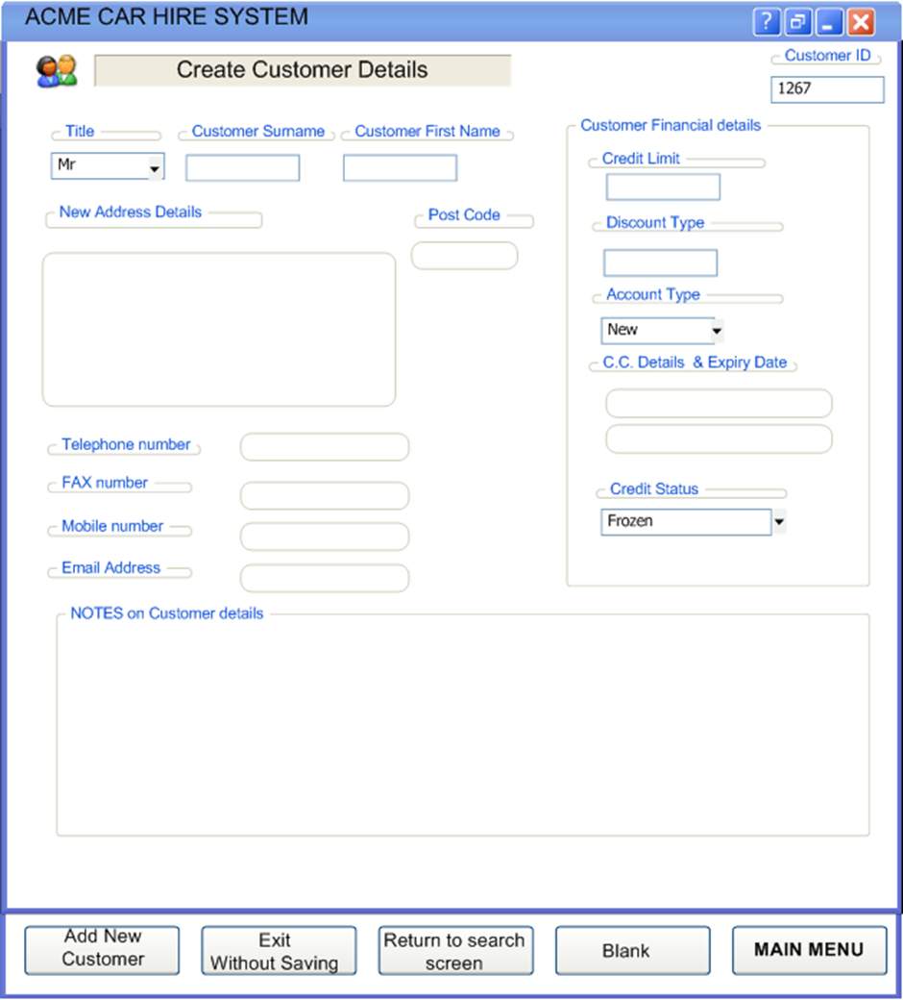 ACME CAR HIRE SYSTEM
?
Create Customer Details
Customer ID
1267
Title
Customer Surname
Customer First Name
Mr
New Address Details
Post Code
Customer Financial details
Credit Limit
Discount Type
Account Type
New
C.C. Details & Expiry Date
Credit Status
Frozen
Telephone number
FAX number
Mobile number
Email Address
NOTES on Customer details
Add New
Customer
Exit
Without Saving
Return to search
screen
Blank
MAIN MENU